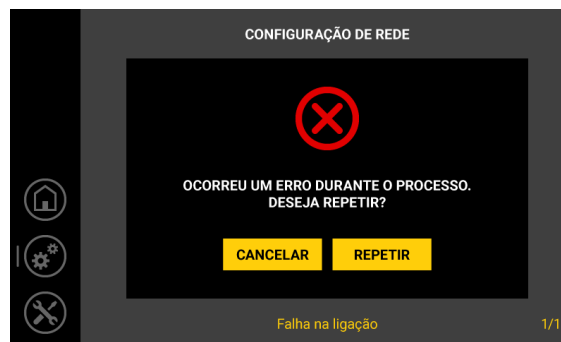 CONFIGURAÇÃO DE REDE
OCORREU UM ERRO DURANTE O PROCESSO.
DESEJA REPETIR?
CANCELAR REPETIR
Falha na ligação 1/1